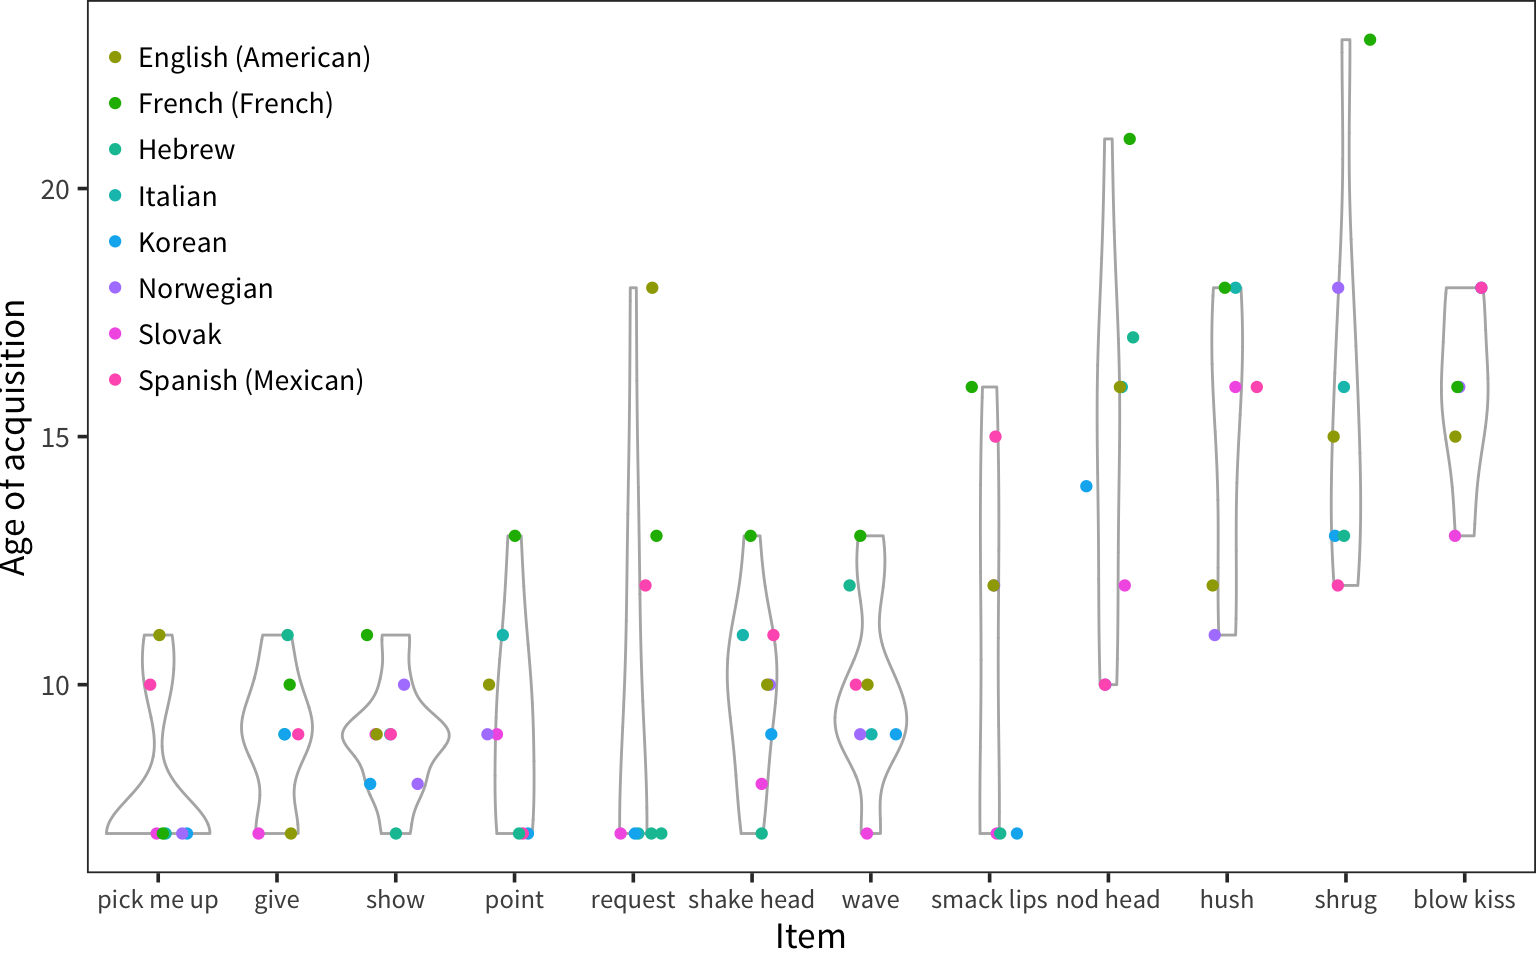 English (American)
French (French)
Hebrew
Italian
Korean
Norwegian
Slovak
Spanish (Mexican)
Age of acquisition
20
15
10
pick me up give show point request shake head wave smack lips nod head hush shrug blow kiss
Item